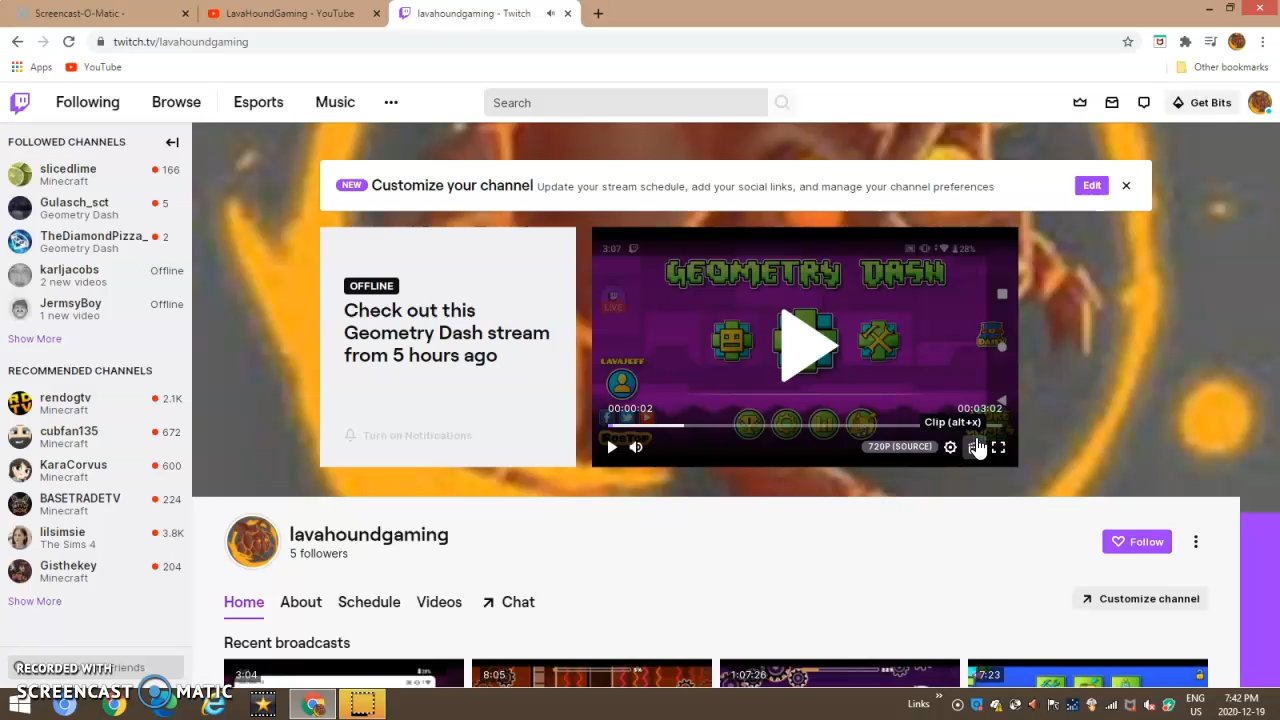 Screencast-O-Matic
LavaHoundGaming - YouTube
lavahoundgaming - Twitch
twitch.tv/lavahoundgaming
Apps
YouTube
Other bookmarks
Following
Browse
Esports
Music
Search
Get Bits
FOLLOWED CHANNELS
slicedlime
Minecraft
166
Gulasch_sct
Geometry Dash
5
TheDiamondPizza_
Geometry Dash
2
karljacobs
2 new videos
Offline
JermsyBoy
1 new video
Offline
Show More
RECOMMENDED CHANNELS
rendogtv
Minecraft
2.1K
cubfan135
Minecraft
672
KaraCorvus
Minecraft
600
BASETRADETV
Minecraft
224
lilsimsie
The Sims 4
3.8K
Gisthekey
Minecraft
204
Show More
Friends
RECORDED WITH
SCREENCAST MATIC
NEW Customize your channel Update your stream schedule, add your social links, and manage your channel preferences
Edit
OFFLINE
Check out this
Geometry Dash stream
from 5 hours ago
Turn on Notifications
3:07
28%
GEOMETRY DASH
LIKE
LAVAJEFF
00:00:02
00:03:02
Clip (alt+x)
RobTop
720P (SOURCE)
lavahoundgaming
5 followers
Follow
Home
About
Schedule
Videos
Chat
Customize channel
Recent broadcasts
3:04
8:05
1:07:26
7:23
Links
ENG
US
7:42 PM
2020-12-19